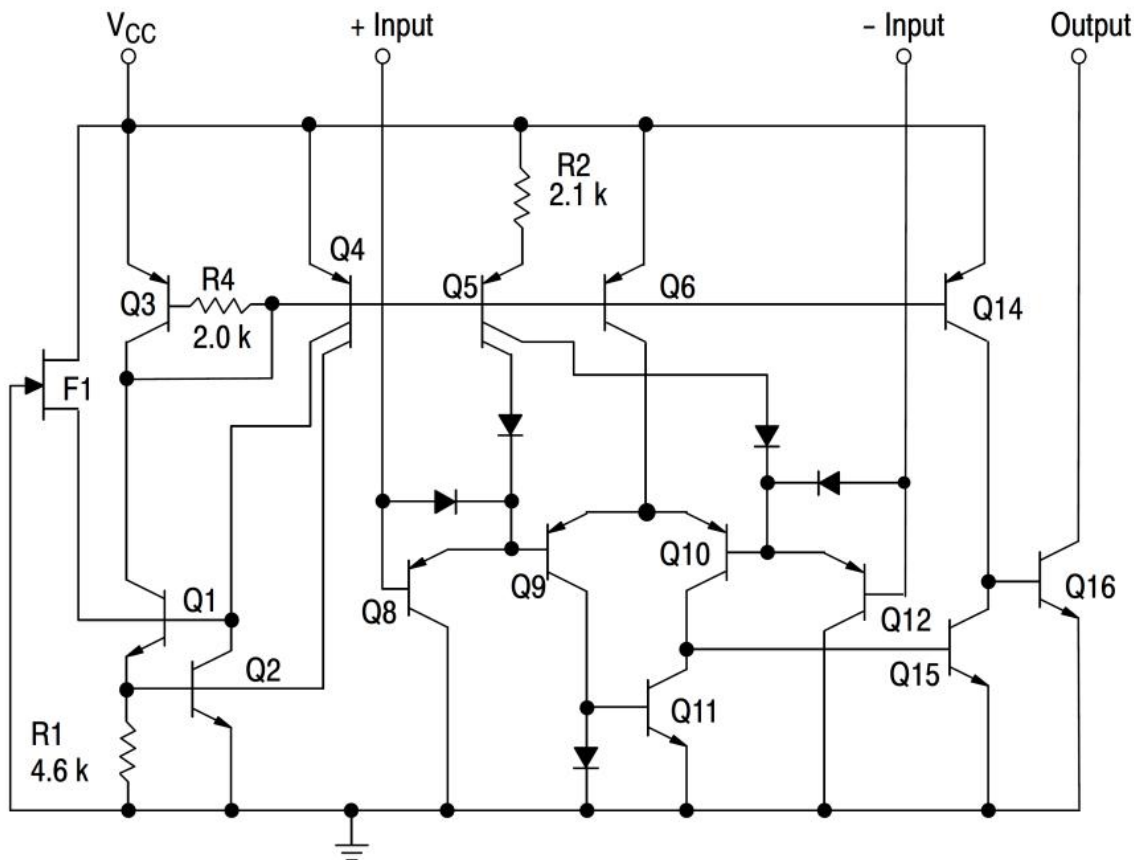 V_CC
+ Input
– Input
Output
R2
2.1 k
Q4
Q3
R4
2.0 k
Q5
Q6
Q14
F1
Q1
Q8
Q9
Q10
Q12
Q16
Q2
Q15
Q11
R1
4.6 k